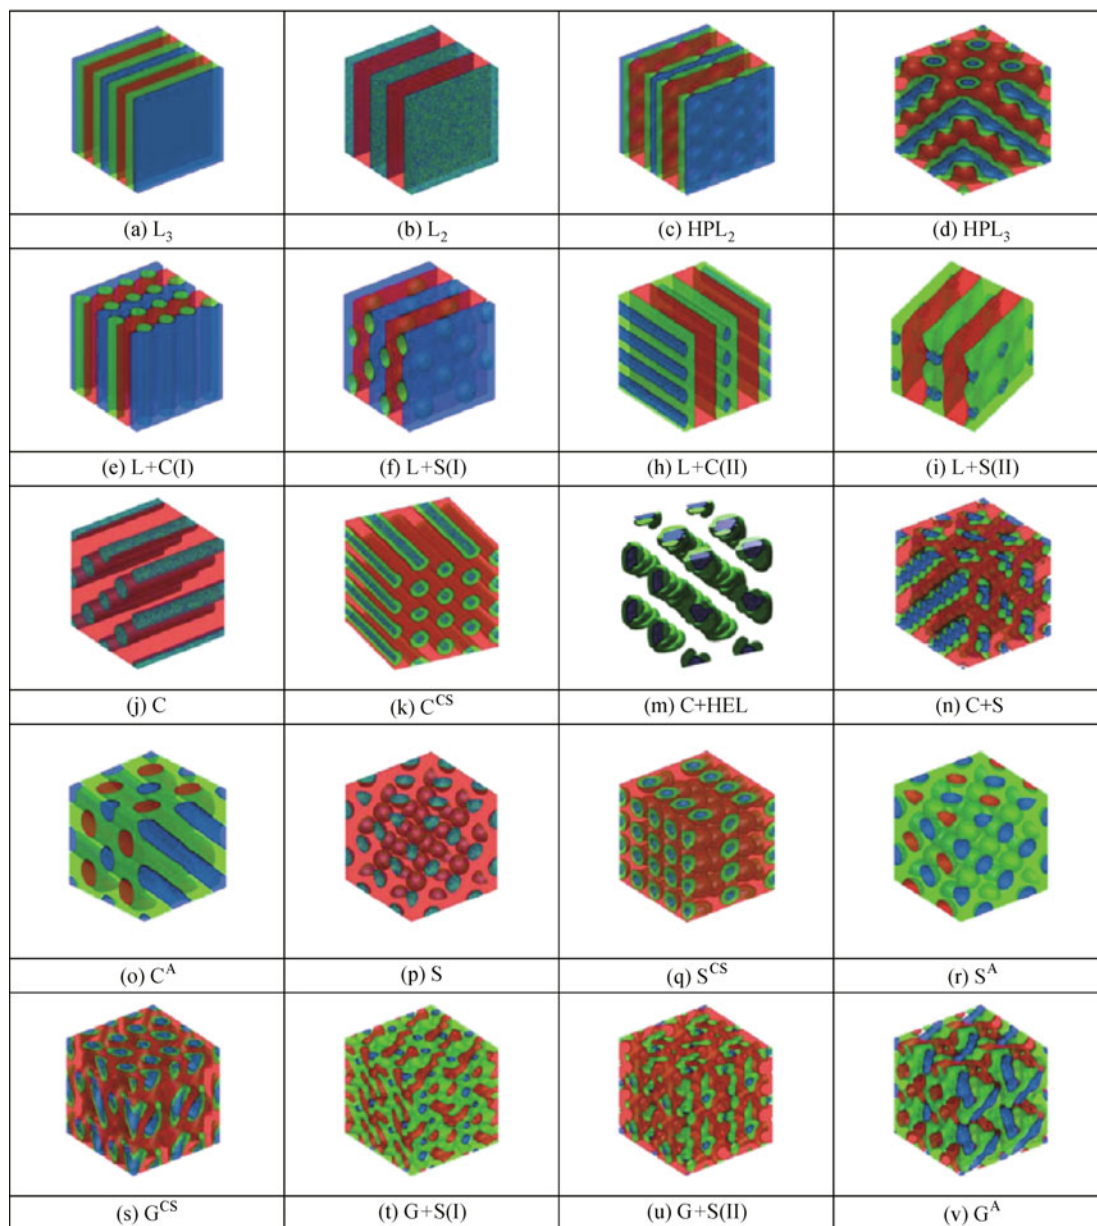 (a) L₃
(b) L₂
(c) HPL₂
(d) HPL₃
(e) L+C(I)
(f) L+S(I)
(h) L+C(II)
(i) L+S(II)
(j) C
(k) Cᶜˢ
(m) C+HEL
(n) C+S
(o) Cᴬ
(p) S
(q) Sᶜˢ
(r) Sᴬ
(s) Gᶜˢ
(t) G+S(I)
(u) G+S(II)
(v) Gᴬ